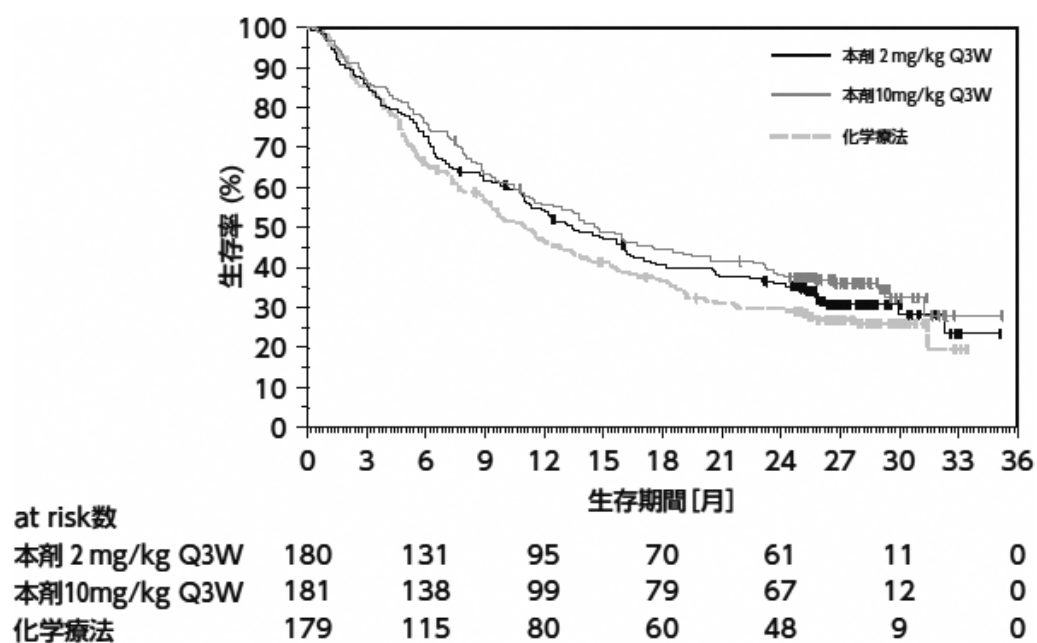 100
90
80
70
60
50
40
30
20
10
0
生存率 (%)
本剤 2 mg/kg Q3W
本剤10mg/kg Q3W
化学療法
0 3 6 9 12 15 18 21 24 27 30 33 36
生存期間 [月]
at risk数
本剤 2 mg/kg Q3W 180 131 95 70 61 11 0
本剤10mg/kg Q3W 181 138 99 79 67 12 0
化学療法 179 115 80 60 48 9 0